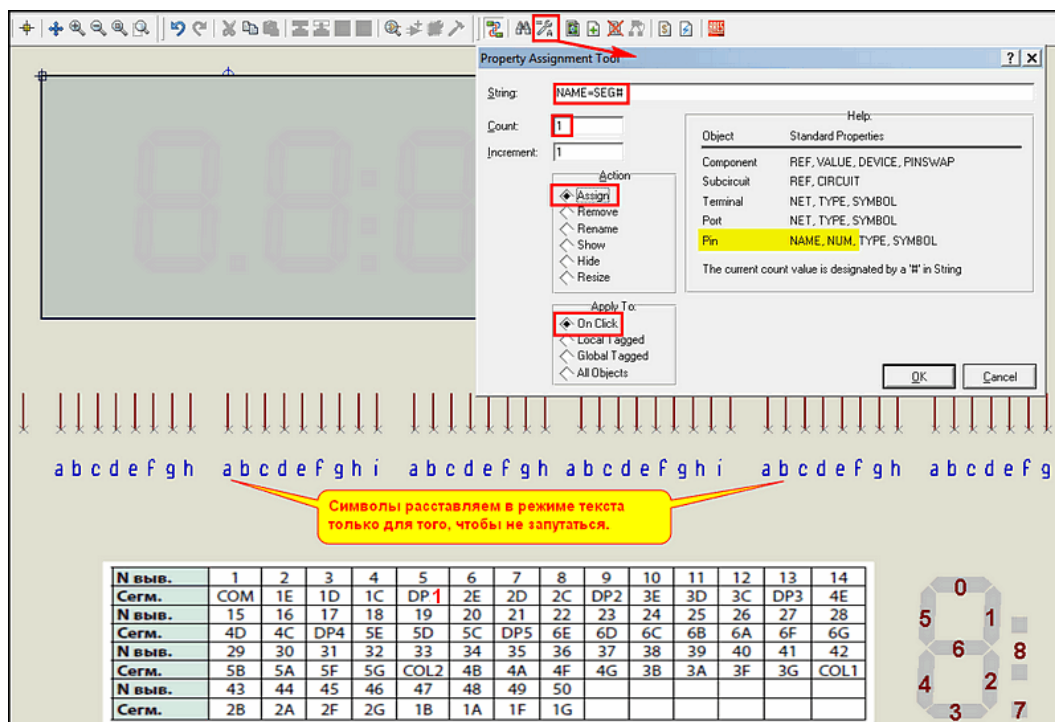 Property Assignment Tool
String: NAME=SEG#
Count: 1
Increment: 1
Action
Assign
Remove
Rename
Show
Hide
Resize
Apply To:
On Click
Local Tagged
Global Tagged
All Objects
Help:
Object Standard Properties
Component REF, VALUE, DEVICE, PINSWAP
Subcircuit REF, CIRCUIT
Terminal NET, TYPE, SYMBOL
Port NET, TYPE, SYMBOL
Pin NAME, NUM, TYPE, SYMBOL
The current count value is designated by a '#' in String
OK Cancel
a b c d e f g h a b c d e f g h i a b c d e f g h a b c d e f g h i a b c d e f g h a b c d e f g
Символы расставляем в режиме текста
только для того, чтобы не запутаться.
N выв. 1 2 3 4 5 6 7 8 9 10 11 12 13 14
Сегм. COM 1E 1D 1C DP1 2E 2D 2C DP2 3E 3D 3C DP3 4E
N выв. 15 16 17 18 19 20 21 22 23 24 25 26 27 28
Сегм. 4D 4C DP4 5E 5D 5C DP5 6E 6D 6C 6B 6A 6F 6G
N выв. 29 30 31 32 33 34 35 36 37 38 39 40 41 42
Сегм. 5B 5A 5F 5G COL2 4B 4A 4F 4G 3B 3A 3F 3G COL1
N выв. 43 44 45 46 47 48 49 50
Сегм. 2B 2A 2F 2G 1B 1A 1F 1G
0
5 1
6 8
4 2
3 7